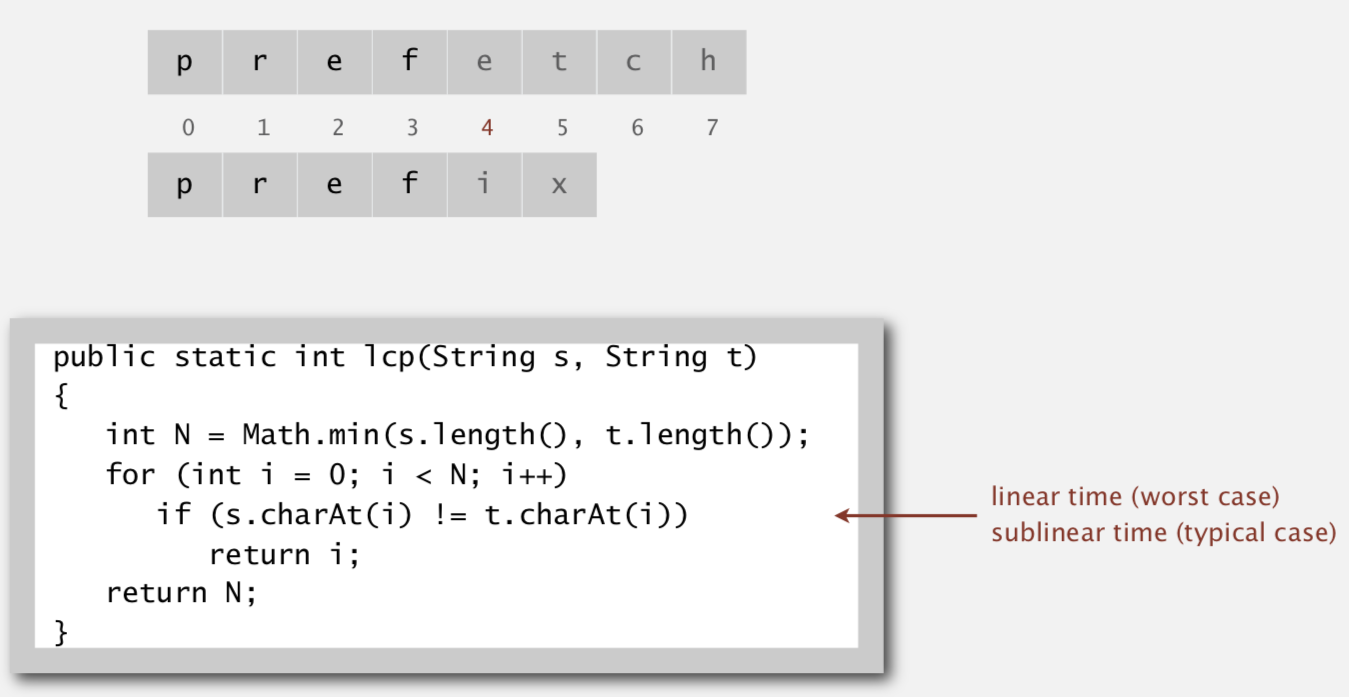 p r e f e t c h
0 1 2 3 4 5 6 7
p r e f i x
public static int lcp(String s, String t)
{
   int N = Math.min(s.length(), t.length());
   for (int i = 0; i < N; i++)
      if (s.charAt(i) != t.charAt(i))
         return i;
   return N;
}
linear time (worst case)
sublinear time (typical case)